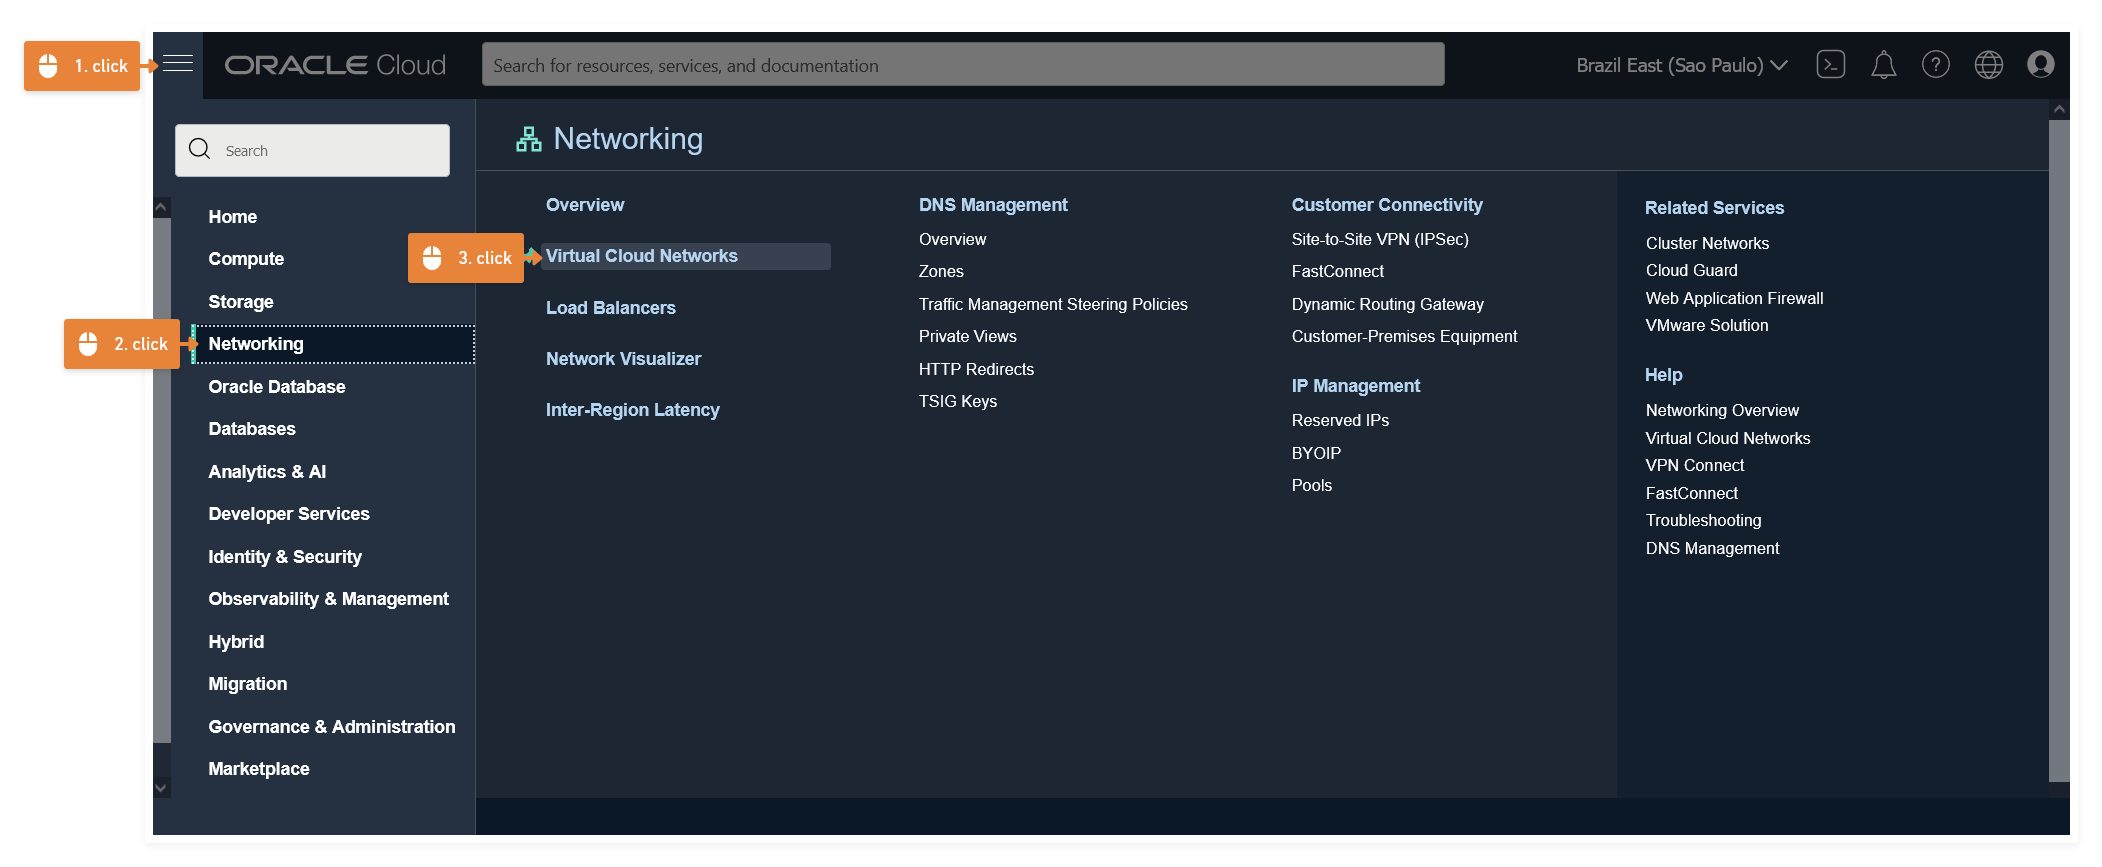 1. click
ORACLE Cloud
Search for resources, services, and documentation
Brazil East (Sao Paulo)
Search
Home
Compute
Storage
2. click
Networking
Oracle Database
Databases
Analytics & AI
Developer Services
Identity & Security
Observability & Management
Hybrid
Migration
Governance & Administration
Marketplace
Networking
Overview
3. click
Virtual Cloud Networks
Load Balancers
Network Visualizer
Inter-Region Latency
DNS Management
Overview
Zones
Traffic Management Steering Policies
Private Views
HTTP Redirects
TSIG Keys
Customer Connectivity
Site-to-Site VPN (IPSec)
FastConnect
Dynamic Routing Gateway
Customer-Premises Equipment
IP Management
Reserved IPs
BYOIP
Pools
Related Services
Cluster Networks
Cloud Guard
Web Application Firewall
VMware Solution
Help
Networking Overview
Virtual Cloud Networks
VPN Connect
FastConnect
Troubleshooting
DNS Management